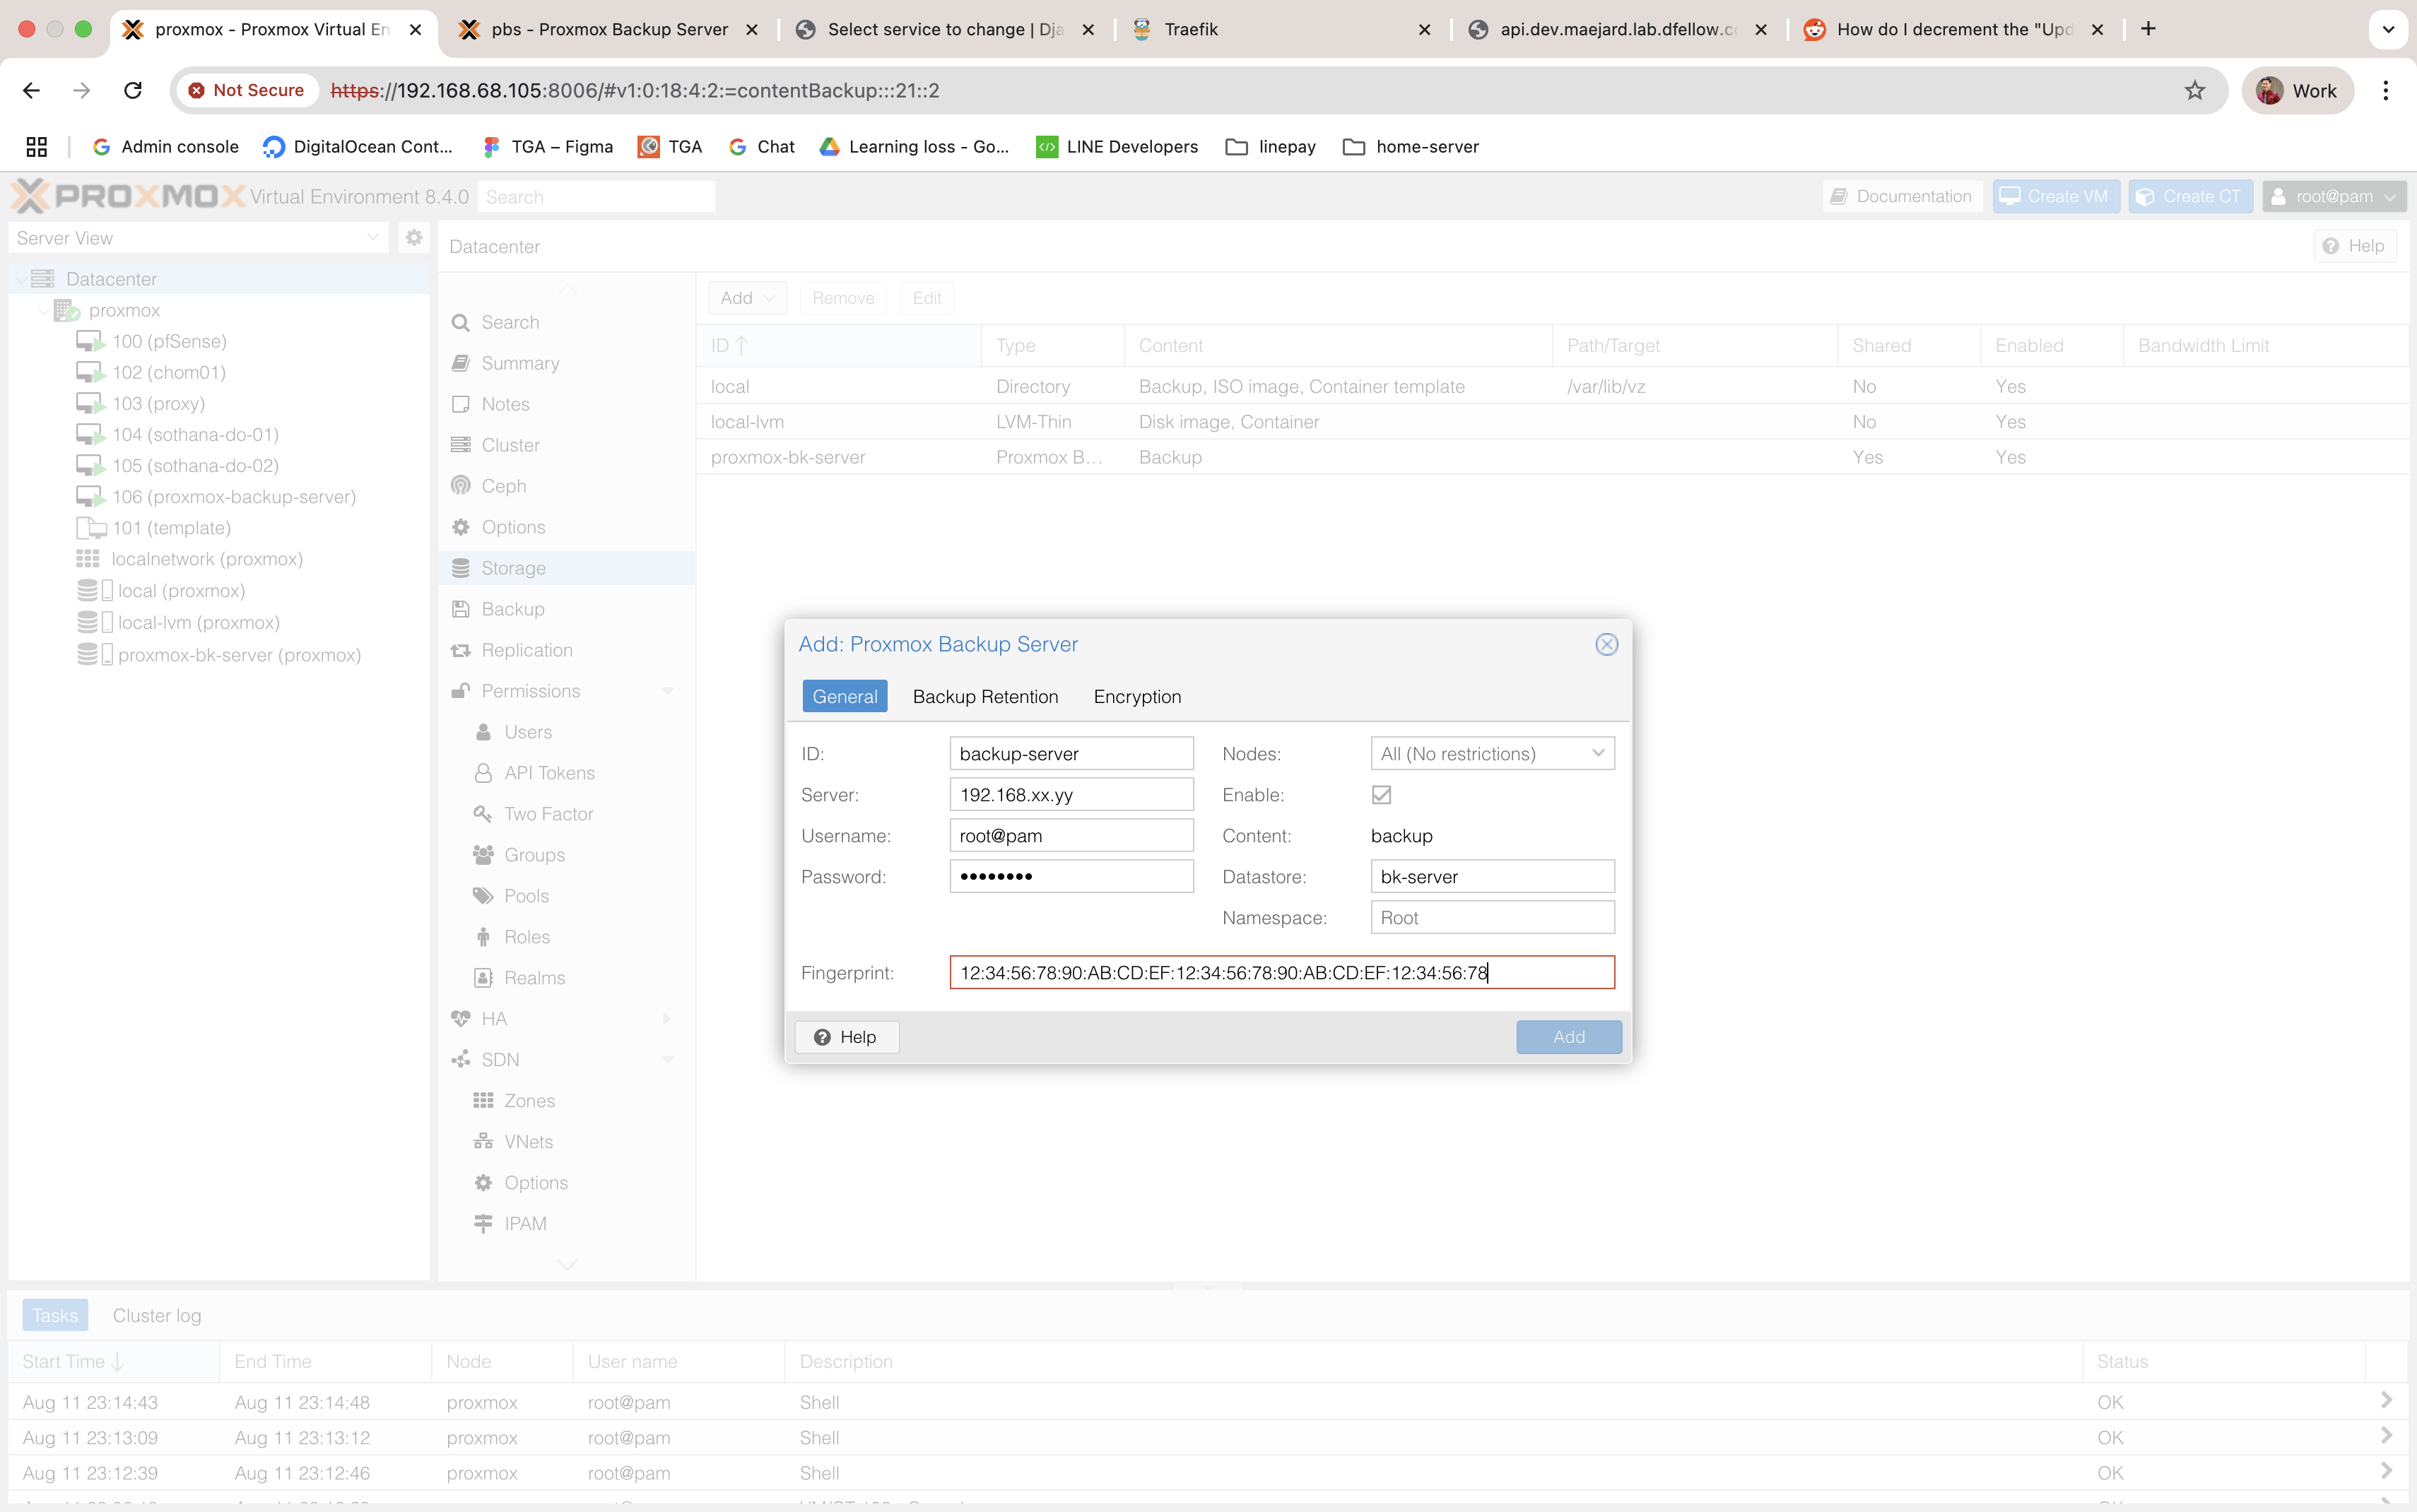 proxmox - Proxmox Virtual En
pbs - Proxmox Backup Server
Select service to change | Dja
Traefik
api.dev.maejard.lab.dfellow.c
How do I decrement the "Upd
Not Secure
https://192.168.68.105:8006/#v1:0:18:4:2:=contentBackup:::21::2
Work
Admin console
DigitalOcean Cont...
TGA – Figma
TGA
Chat
Learning loss - Go...
LINE Developers
linepay
home-server
PROXMOX Virtual Environment 8.4.0
Search
Documentation
Create VM
Create CT
root@pam
Server View
Datacenter
Help
Datacenter
proxmox
100 (pfSense)
102 (chom01)
103 (proxy)
104 (sothana-do-01)
105 (sothana-do-02)
106 (proxmox-backup-server)
101 (template)
localnetwork (proxmox)
local (proxmox)
local-lvm (proxmox)
proxmox-bk-server (proxmox)
Search
Summary
Notes
Cluster
Ceph
Options
Storage
Backup
Replication
Permissions
Users
API Tokens
Two Factor
Groups
Pools
Roles
Realms
HA
SDN
Zones
VNets
Options
IPAM
Add
Remove
Edit
ID Type Content Path/Target Shared Enabled Bandwidth Limit
local Directory Backup, ISO image, Container template /var/lib/vz No Yes
local-lvm LVM-Thin Disk image, Container No Yes
proxmox-bk-server Proxmox B... Backup Yes Yes
Add: Proxmox Backup Server
General Backup Retention Encryption
ID: backup-server Nodes: All (No restrictions)
Server: 192.168.xx.yy Enable:
Username: root@pam Content: backup
Password: •••••••• Datastore: bk-server
Namespace: Root
Fingerprint: 12:34:56:78:90:AB:CD:EF:12:34:56:78:90:AB:CD:EF:12:34:56:78
Help
Add
Tasks Cluster log
Start Time End Time Node User name Description Status
Aug 11 23:14:43 Aug 11 23:14:48 proxmox root@pam Shell OK
Aug 11 23:13:09 Aug 11 23:13:12 proxmox root@pam Shell OK
Aug 11 23:12:39 Aug 11 23:12:46 proxmox root@pam Shell OK